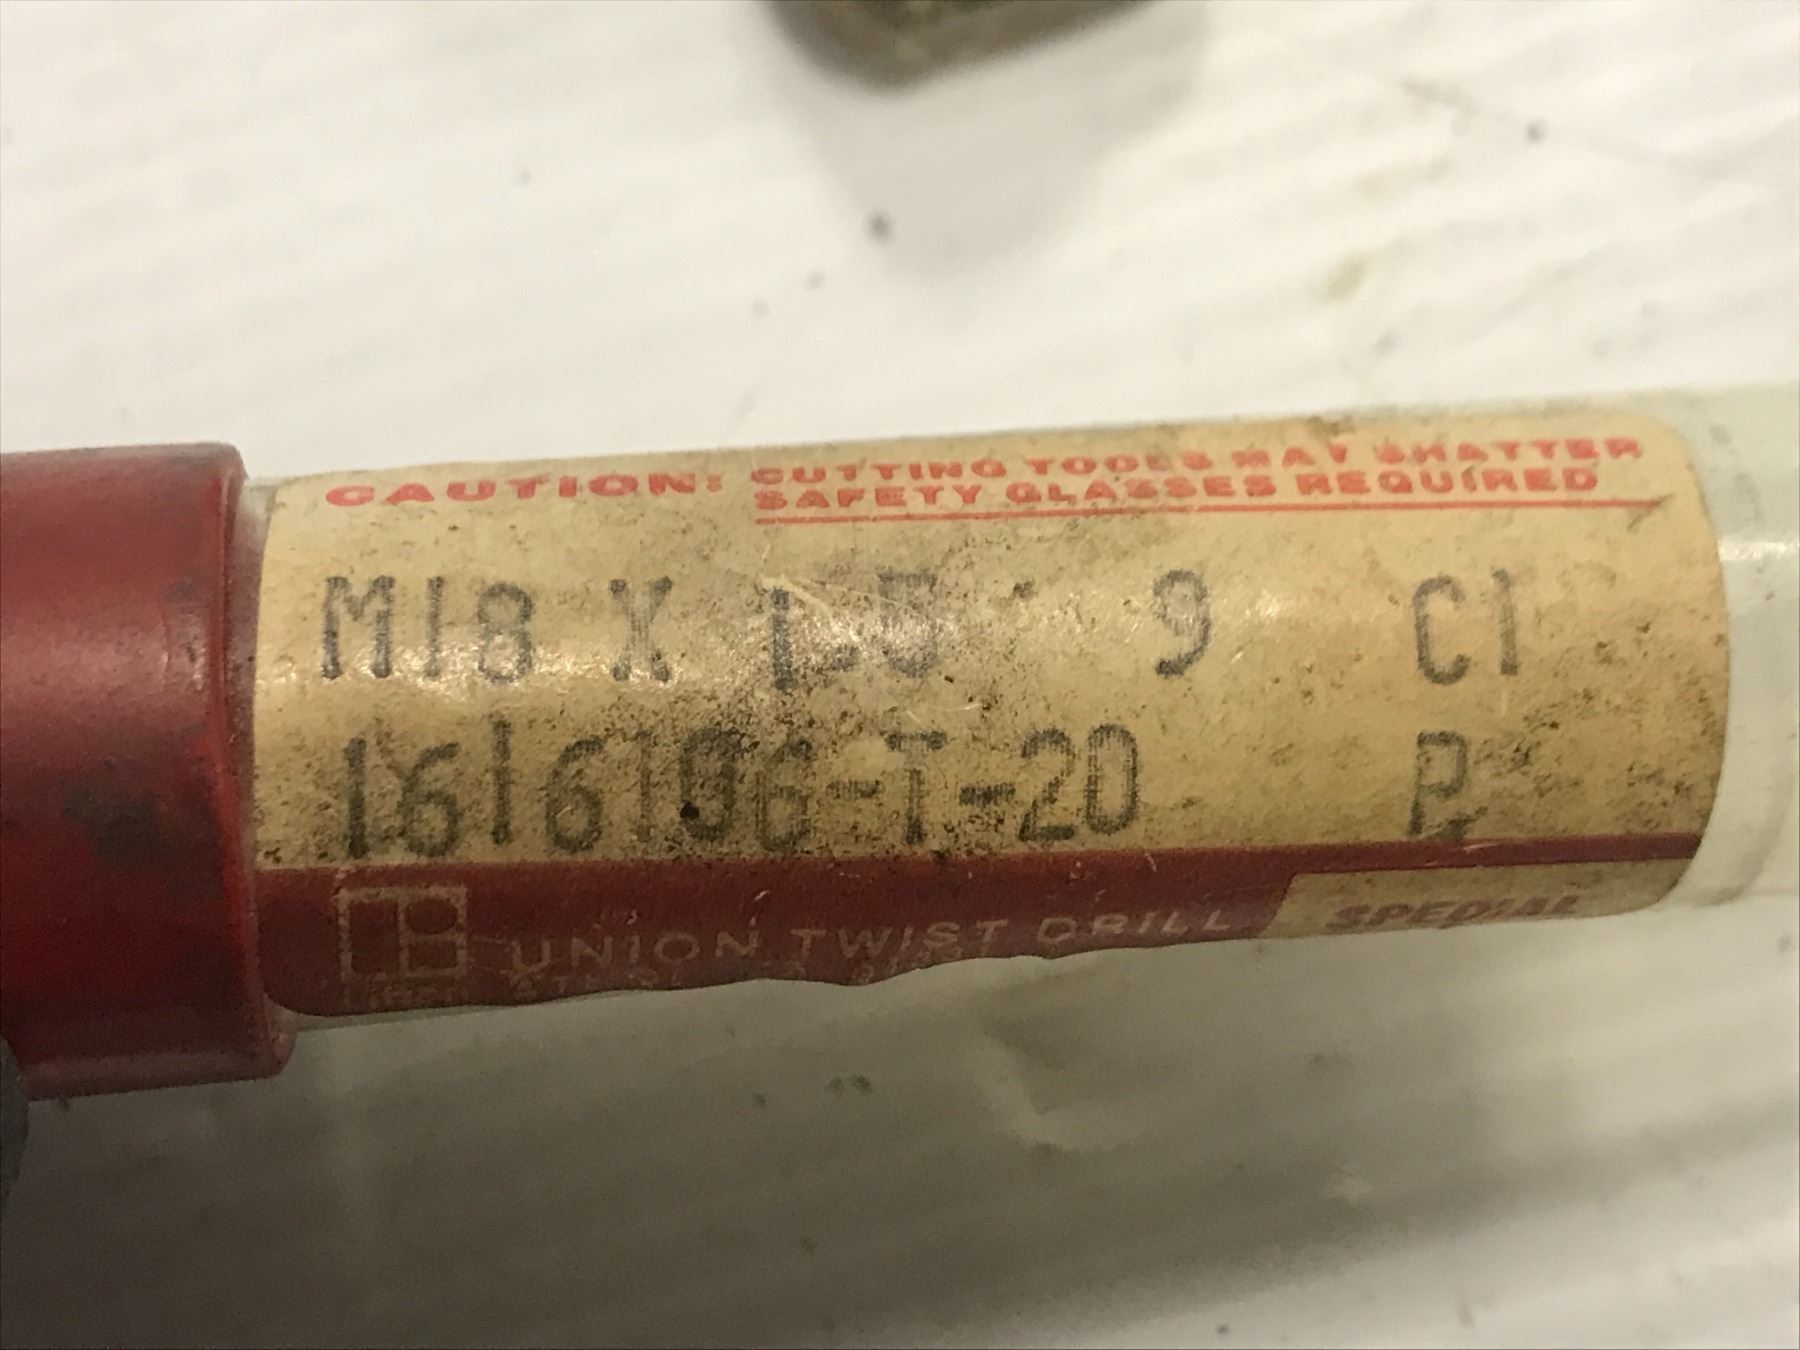 CAUTION: CUTTING TOOLS MAY SHATTER
SAFETY GLASSES REQUIRED
M18 X 1.5 - 9 C1
1616106-T-20 P
UNION TWIST DRILL
SPECIAL